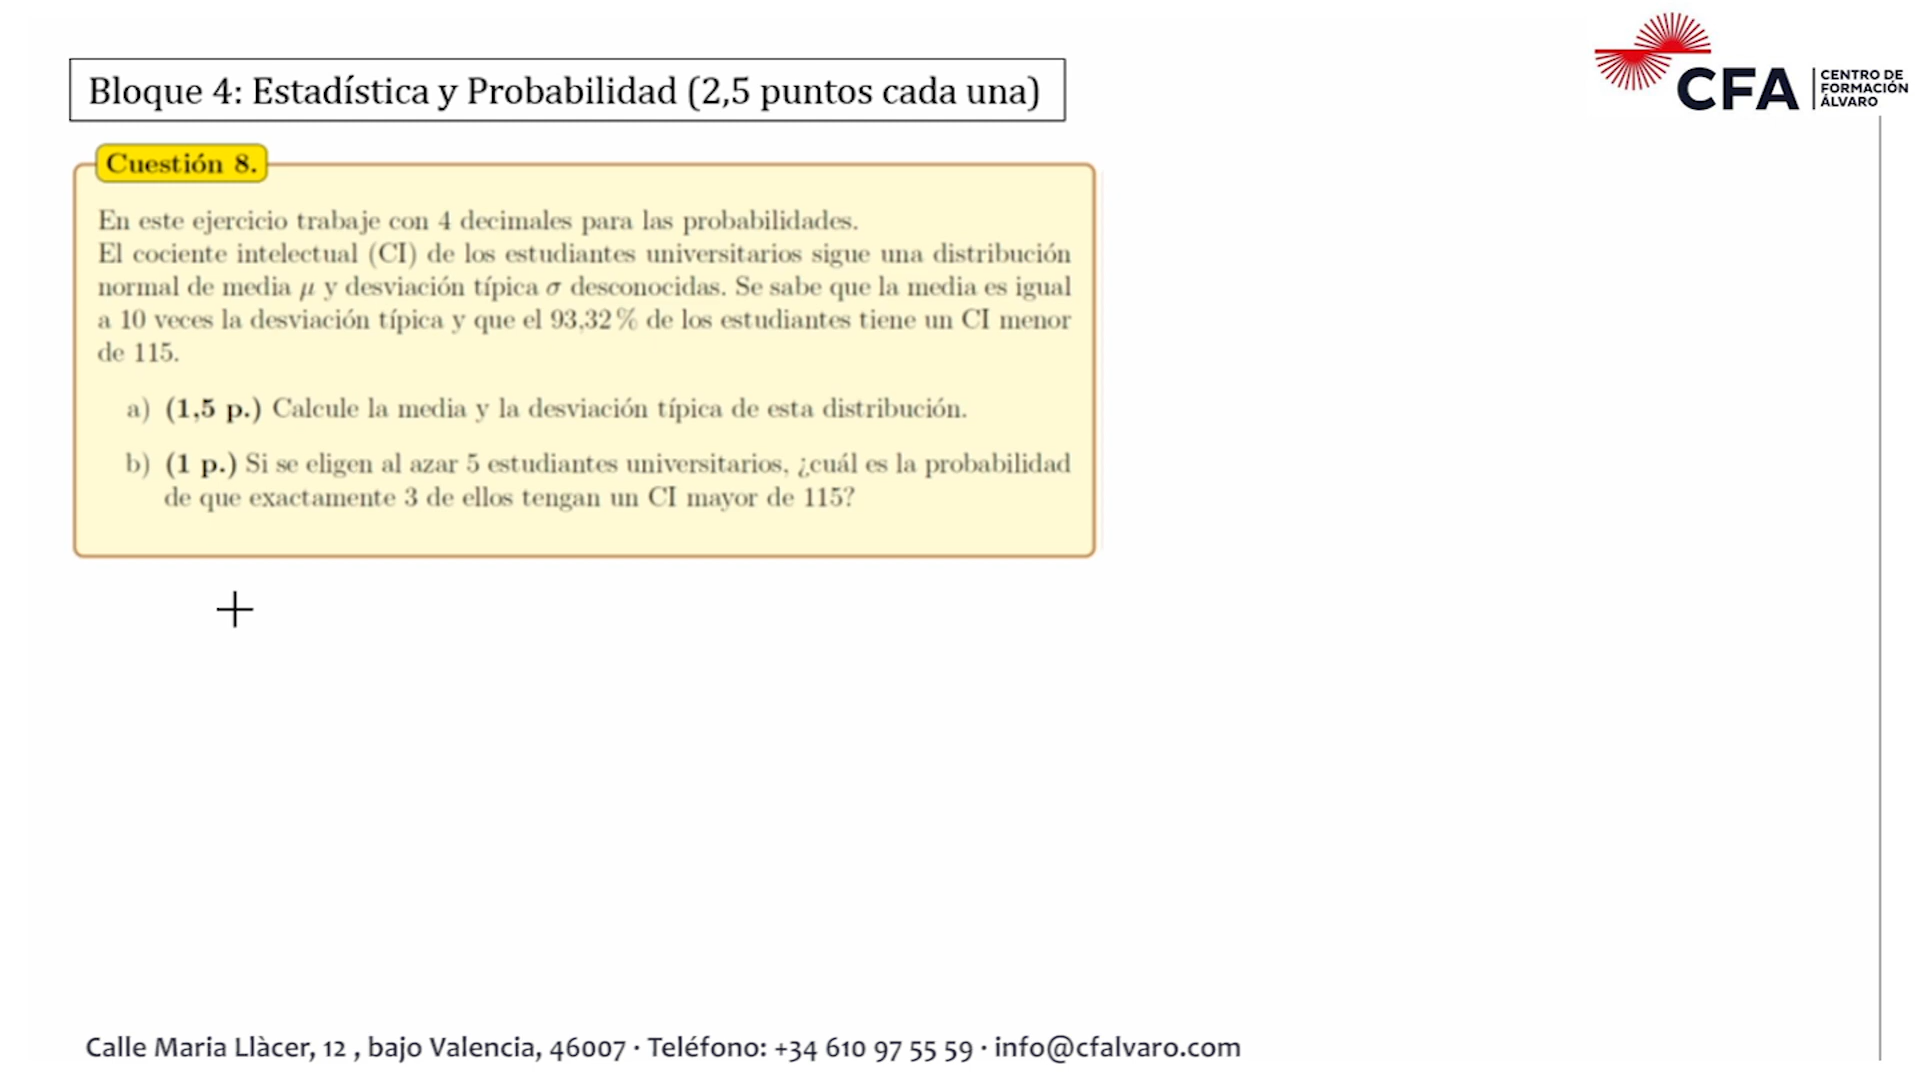 CFA
CENTRO DE
FORMACIÓN
ÁLVARO
Bloque 4: Estadística y Probabilidad (2,5 puntos cada una)
Cuestión 8.
En este ejercicio trabaje con 4 decimales para las probabilidades.
El cociente intelectual (CI) de los estudiantes universitarios sigue una distribución
normal de media μ y desviación típica σ desconocidas. Se sabe que la media es igual
a 10 veces la desviación típica y que el 93,32 % de los estudiantes tiene un CI menor
de 115.
a) (1,5 p.) Calcule la media y la desviación típica de esta distribución.
b) (1 p.) Si se eligen al azar 5 estudiantes universitarios, ¿cuál es la probabilidad
de que exactamente 3 de ellos tengan un CI mayor de 115?
Calle Maria Llàcer, 12 , bajo Valencia, 46007 · Teléfono: +34 610 97 55 59 · info@cfalvaro.com